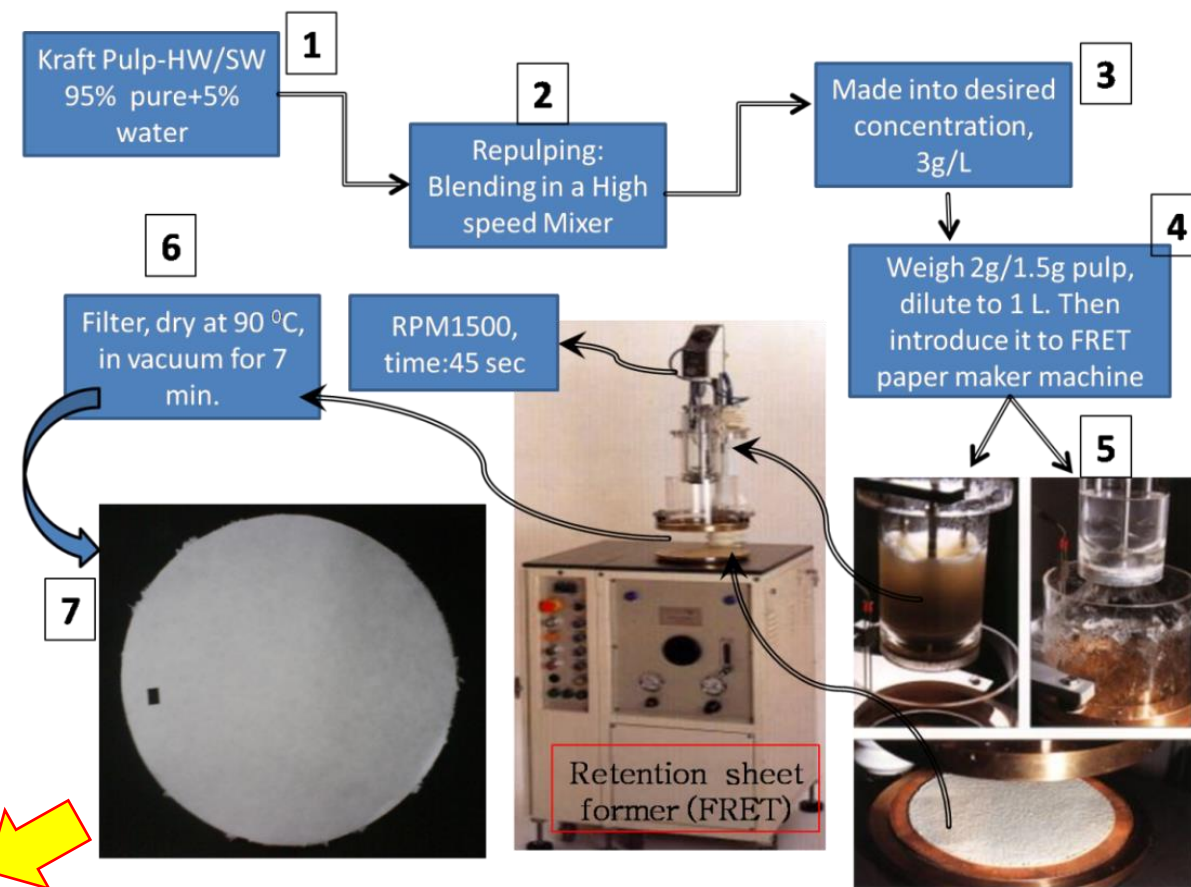 1
Kraft Pulp-HW/SW
95% pure+5%
water
2
Repulping:
Blending in a High
speed Mixer
3
Made into desired
concentration,
3g/L
4
Weigh 2g/1.5g pulp,
dilute to 1 L. Then
introduce it to FRET
paper maker machine
5
RPM1500,
time:45 sec
6
Filter, dry at 90 ⁰C,
in vacuum for 7
min.
7
Retention sheet
former (FRET)